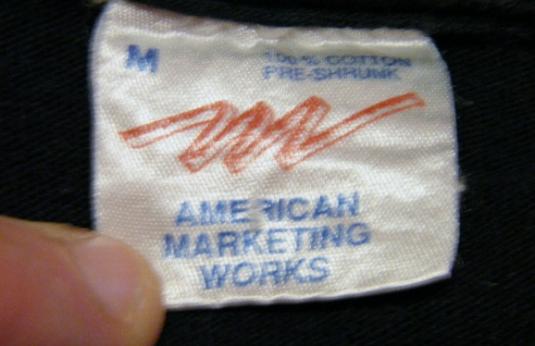 M
100% COTTON
PRE-SHRUNK
AMERICAN
MARKETING
WORKS